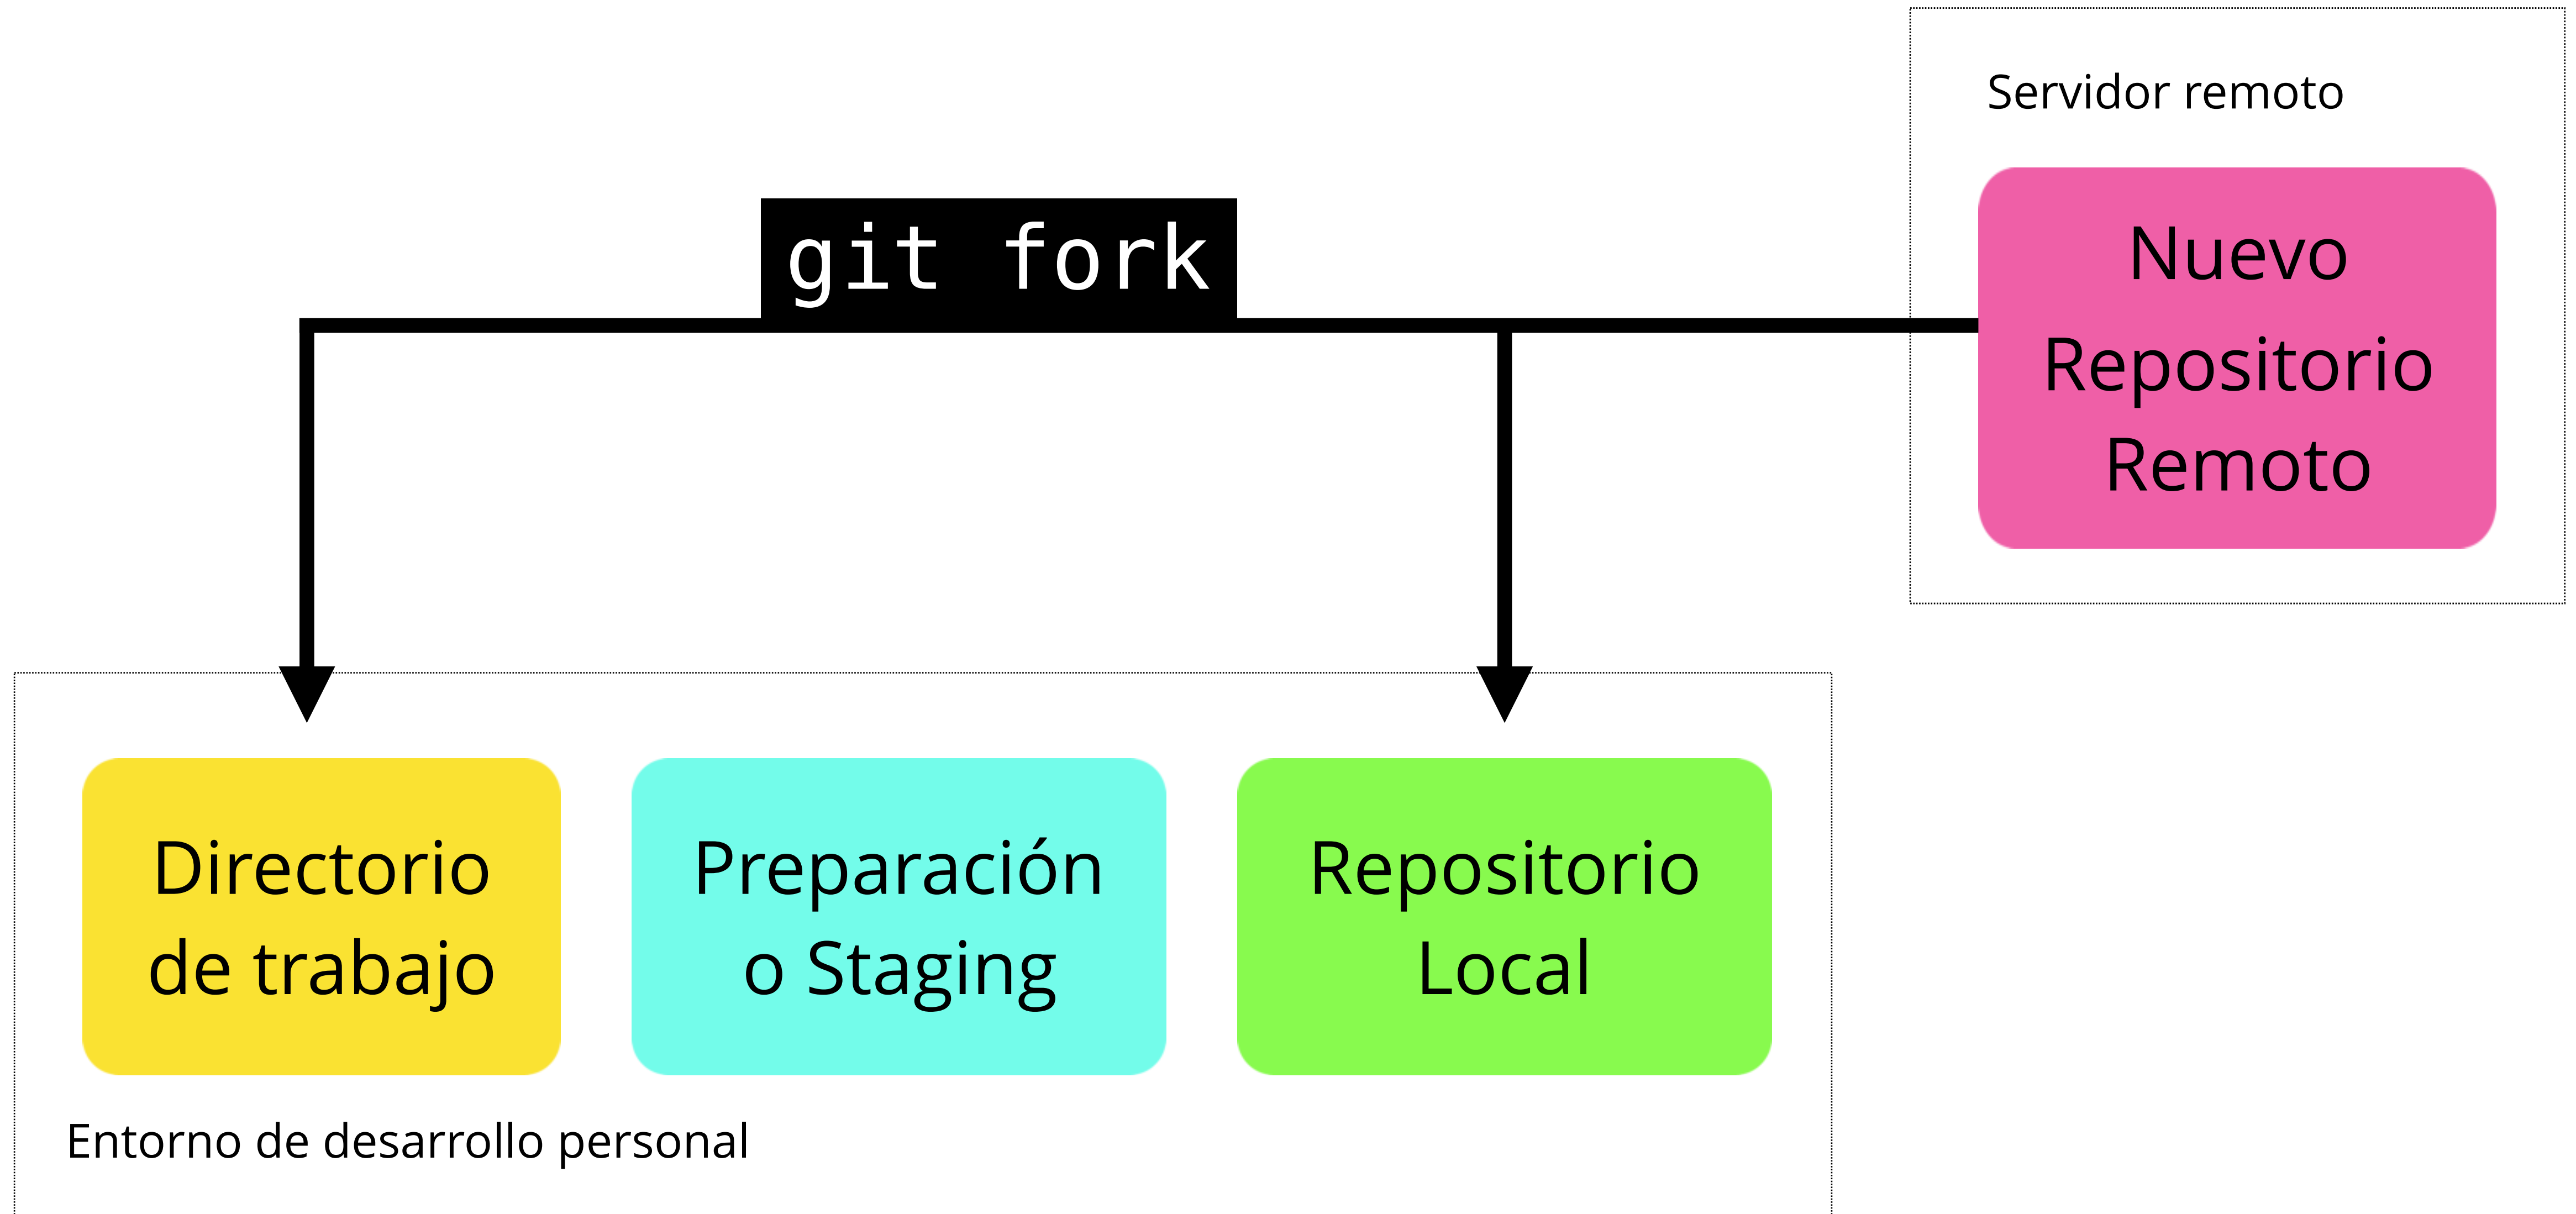 Servidor remoto
git fork
Nuevo
Repositorio
Remoto
Directorio
de trabajo
Preparación
o Staging
Repositorio
Local
Entorno de desarrollo personal